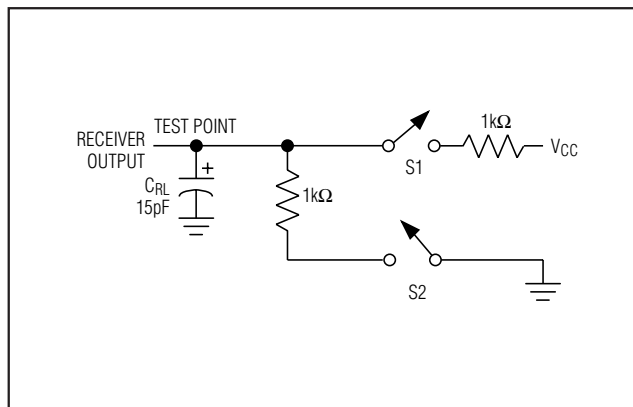 TEST POINT
RECEIVER
OUTPUT
+
C_RL
15pF
1kΩ
S1
1kΩ
V_CC
S2